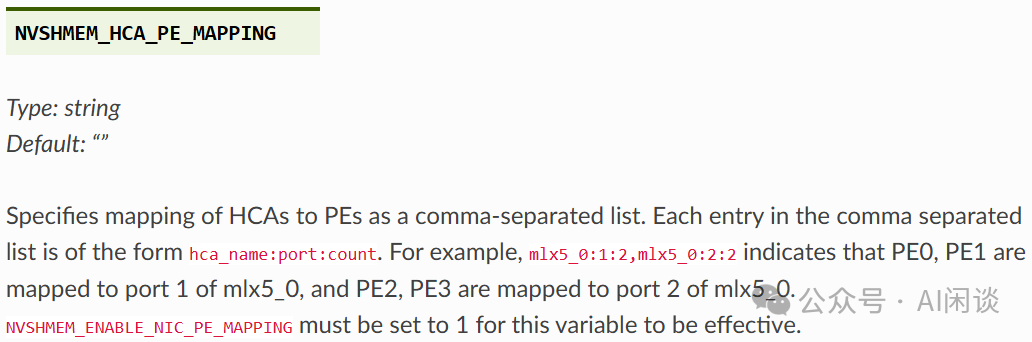 NVSHMEM_HCA_PE_MAPPING
Type: string
Default: “”
Specifies mapping of HCAs to PEs as a comma-separated list. Each entry in the comma separated
list is of the form hca_name:port:count. For example, mlx5_0:1:2,mlx5_0:2:2 indicates that PE0, PE1 are
mapped to port 1 of mlx5_0, and PE2, PE3 are mapped to port 2 of mlx5_0.
公众号 · AI闲谈
NVSHMEM_ENABLE_NIC_PE_MAPPING must be set to 1 for this variable to be effective.